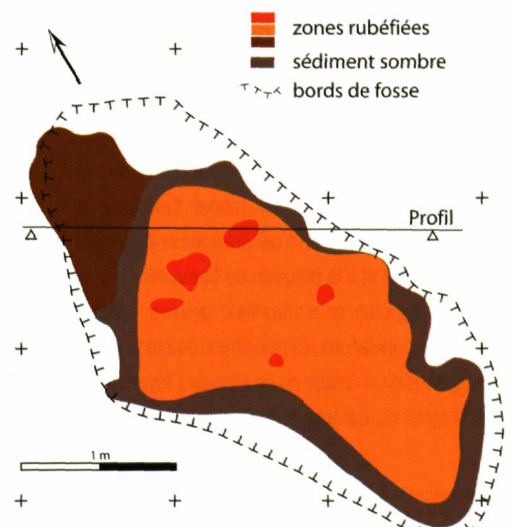 zones rubéfiées
sédiment sombre
bords de fosse
Profil
1 m